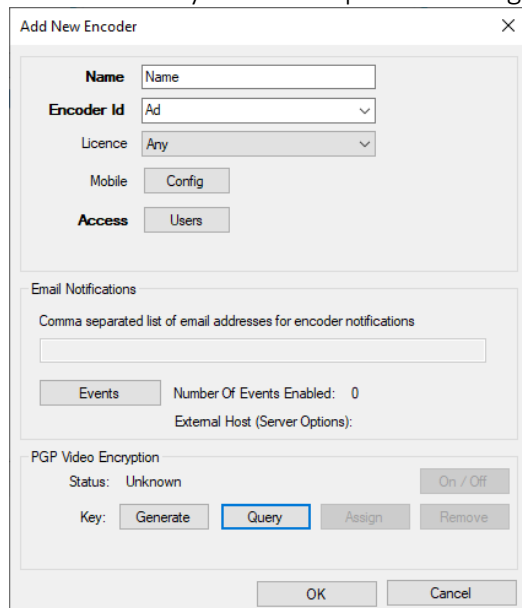 Add New Encoder
Name Name
Encoder Id Ad
Licence Any
Mobile Config
Access Users
Email Notifications
Comma separated list of email addresses for encoder notifications
Events Number Of Events Enabled: 0
External Host (Server Options):
PGP Video Encryption
Status: Unknown On / Off
Key: Generate Query Assign Remove
OK Cancel